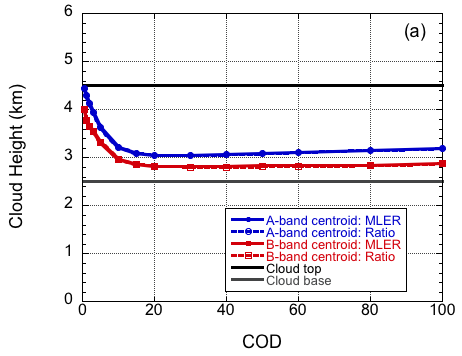 6
(a)
5
4
3
2
1
0
Cloud Height (km)
A-band centroid: MLER
A-band centroid: Ratio
B-band centroid: MLER
B-band centroid: Ratio
Cloud top
Cloud base
0 20 40 60 80 100
COD